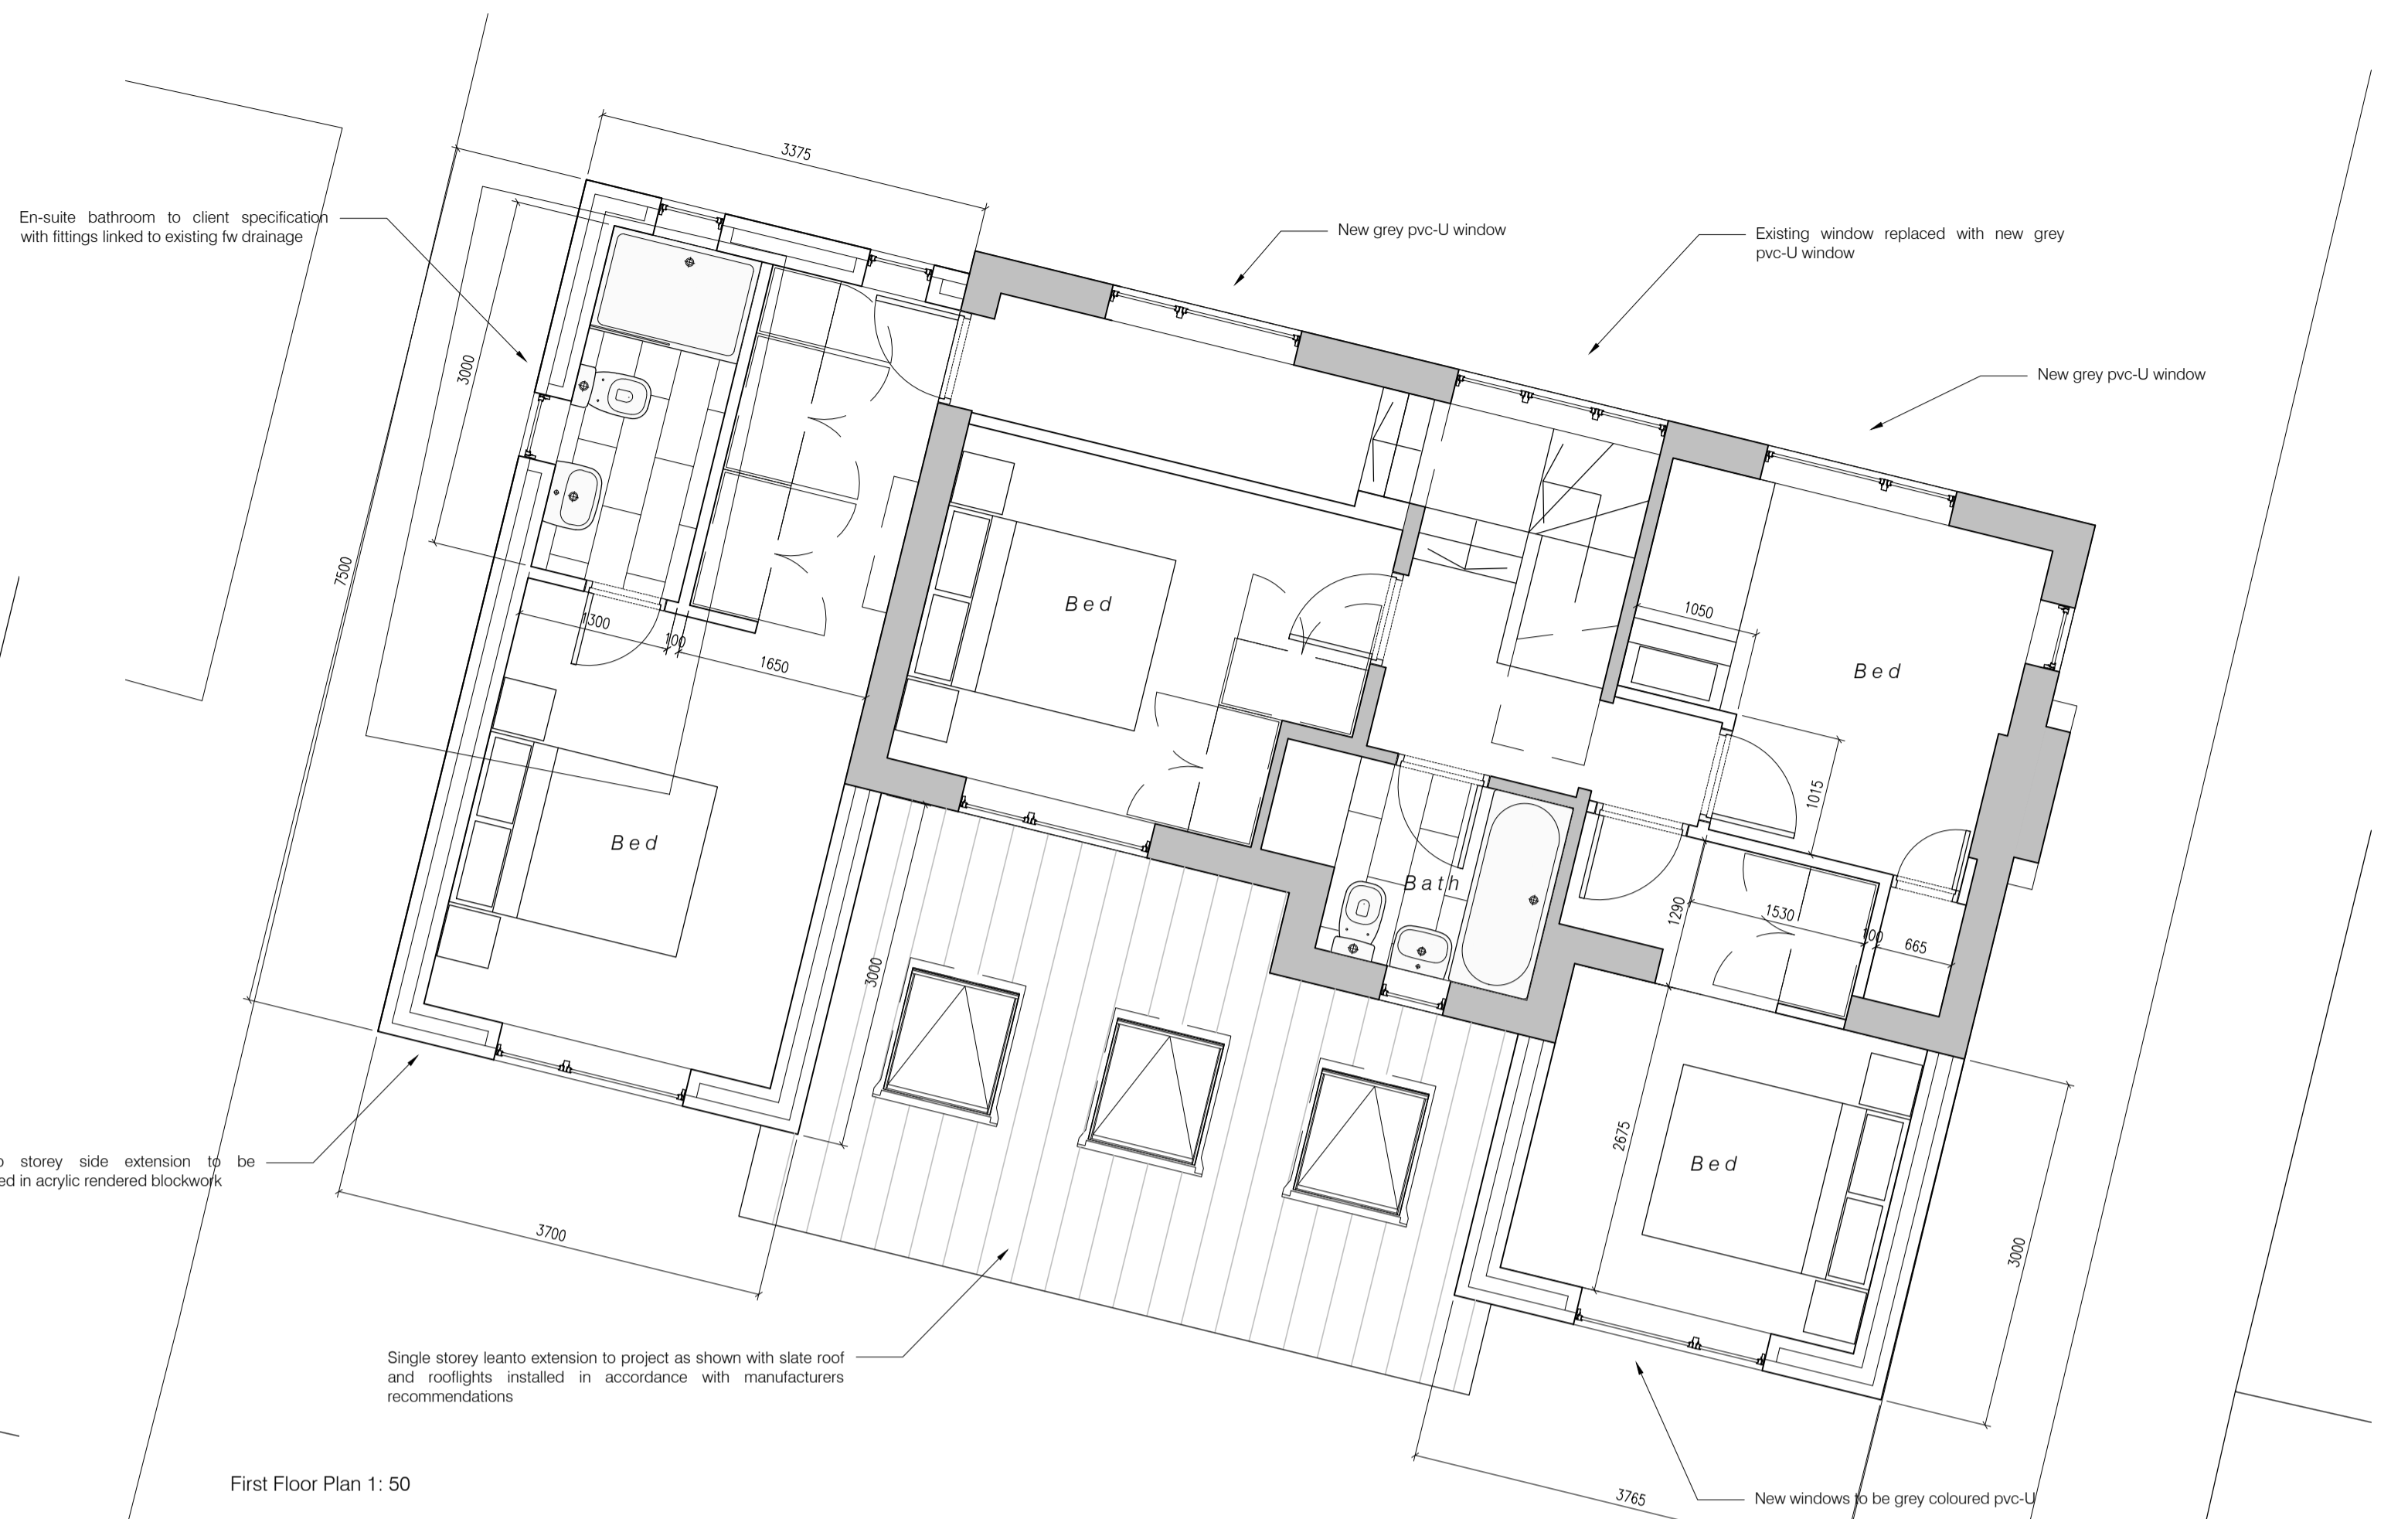 3375
En-suite bathroom to client specification
with fittings linked to existing fw drainage
New grey pvc-U window
Existing window replaced with new grey
pvc-U window
New grey pvc-U window
3000
7500
1300
100
1650
Bed
1050
Bed
1015
Bed
Bath
1290
1530
100
665
3000
2675
Bed
3000
storey side extension to be
in acrylic rendered blockwork
3700
Single storey leanto extension to project as shown with slate roof
and rooflights installed in accordance with manufacturers
recommendations
First Floor Plan 1: 50
3765
New windows to be grey coloured pvc-U